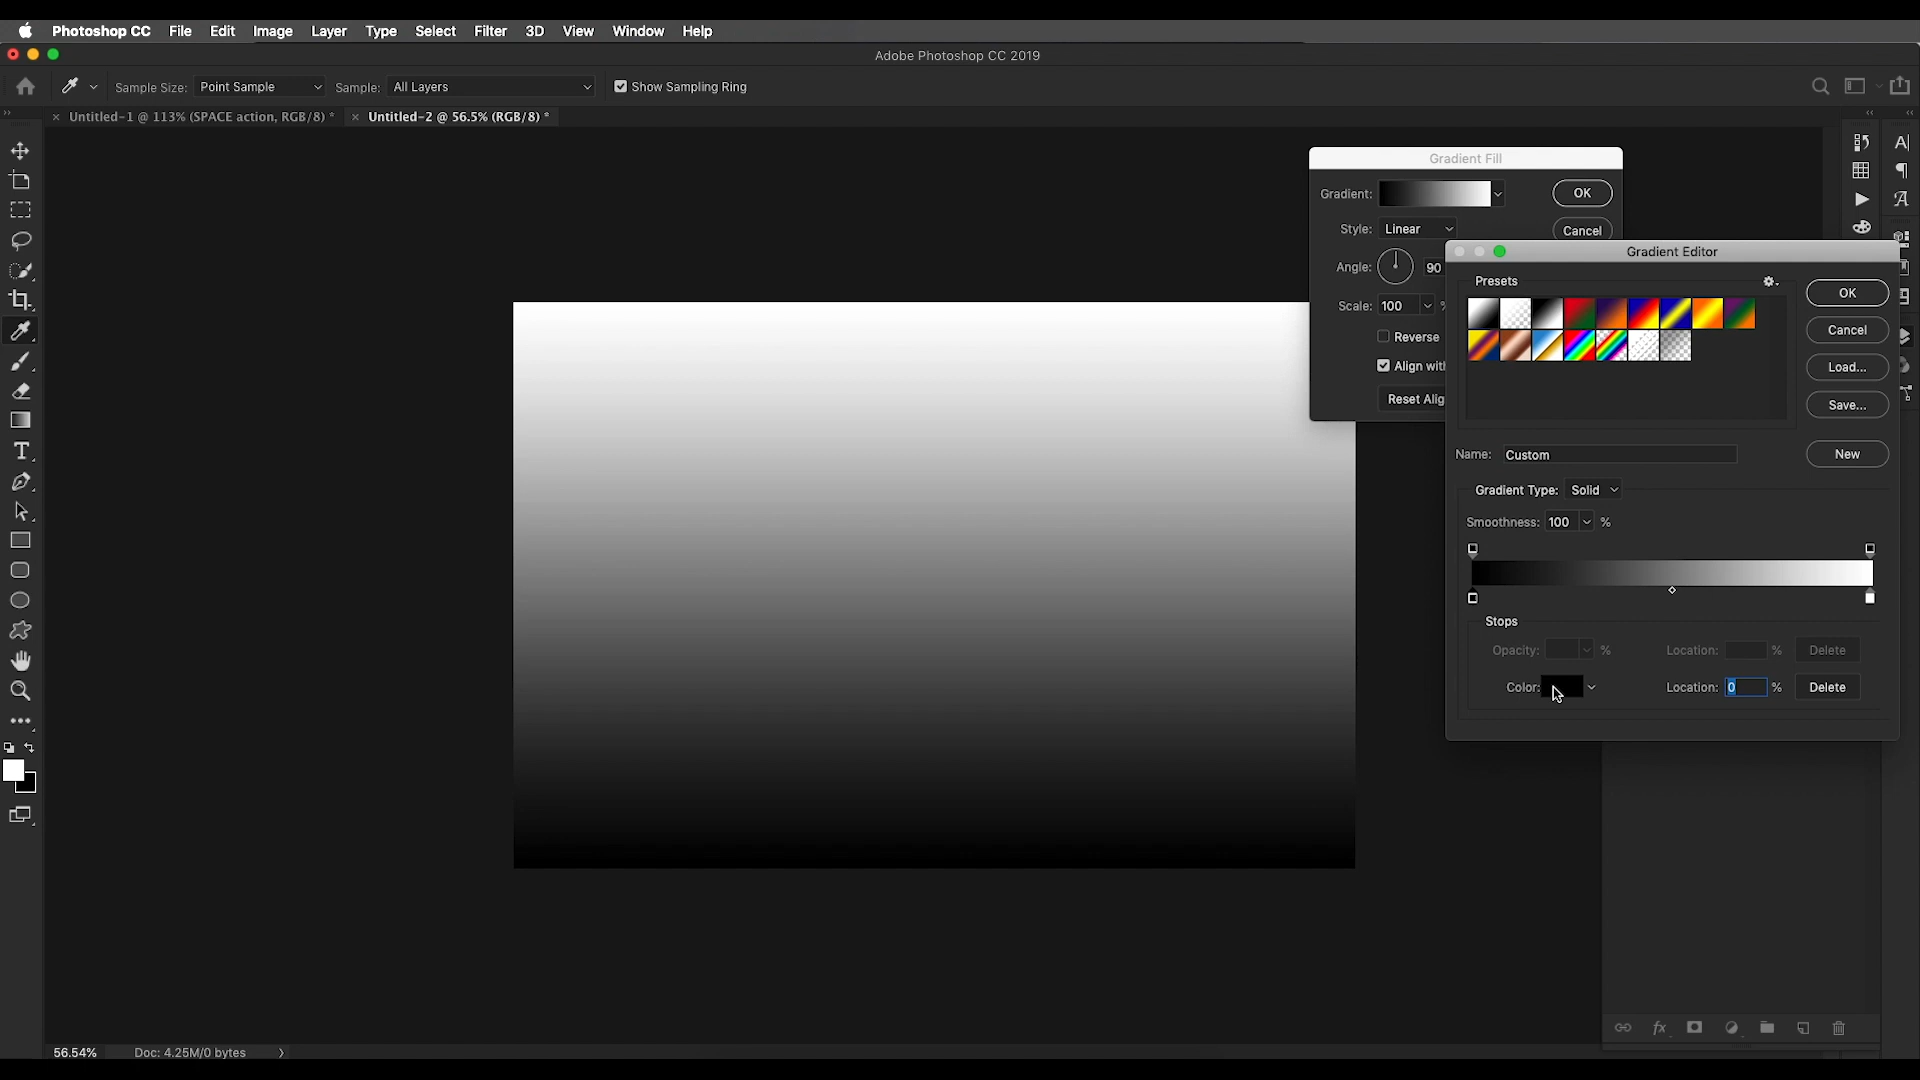 Photoshop CC File Edit Image Layer Type Select Filter 3D View Window Help
Adobe Photoshop CC 2019
Sample Size: Point Sample Sample: All Layers Show Sampling Ring
Untitled-1 @ 113% (SPACE action, RGB/8) * Untitled-2 @ 56.5% (RGB/8) *
Gradient Fill
Gradient: OK
Style: Linear Cancel
Angle: 90
Scale: 100 %
Reverse
Align with
Reset Alig
Gradient Editor
Presets
OK
Cancel
Load...
Save...
Name: Custom New
Gradient Type: Solid
Smoothness: 100 %
Stops
Opacity: % Location: % Delete
Color: Location: 0 % Delete
56.54% Doc: 4.25M/0 bytes